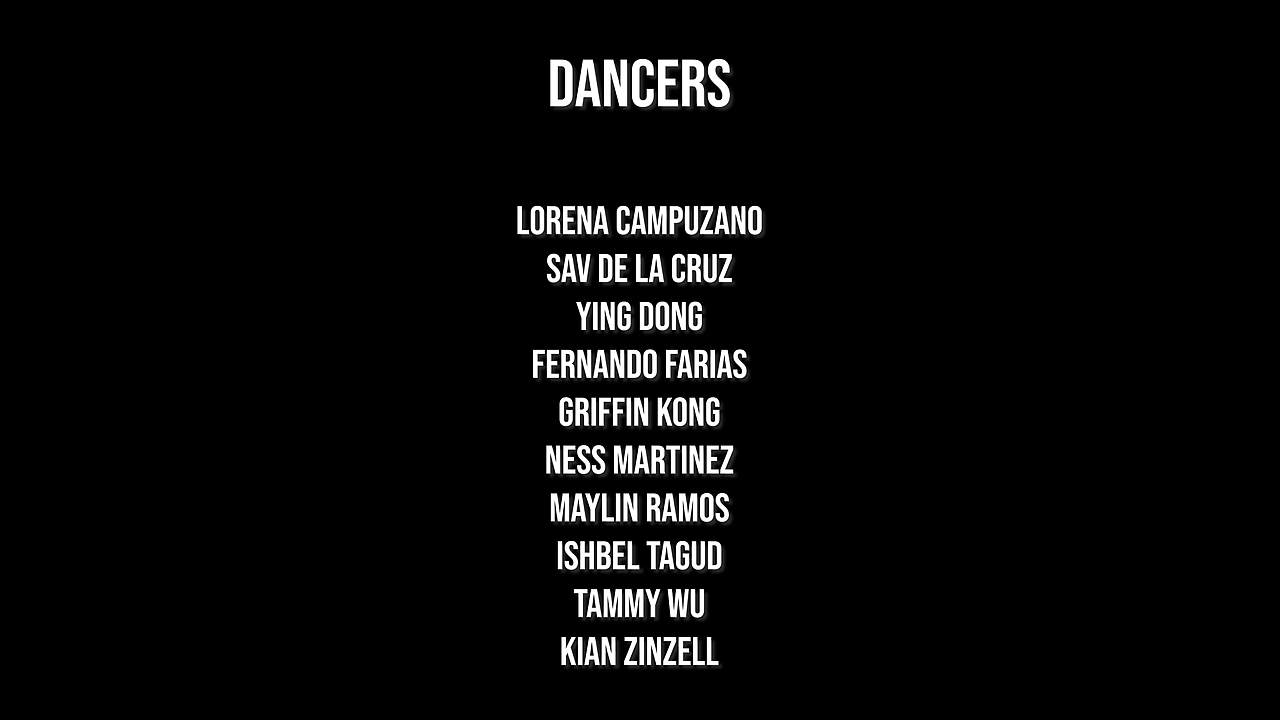 DANCERS
LORENA CAMPUZANO
SAV DE LA CRUZ
YING DONG
FERNANDO FARIAS
GRIFFIN KONG
NESS MARTINEZ
MAYLIN RAMOS
ISHBEL TAGUD
TAMMY WU
KIAN ZINZELL